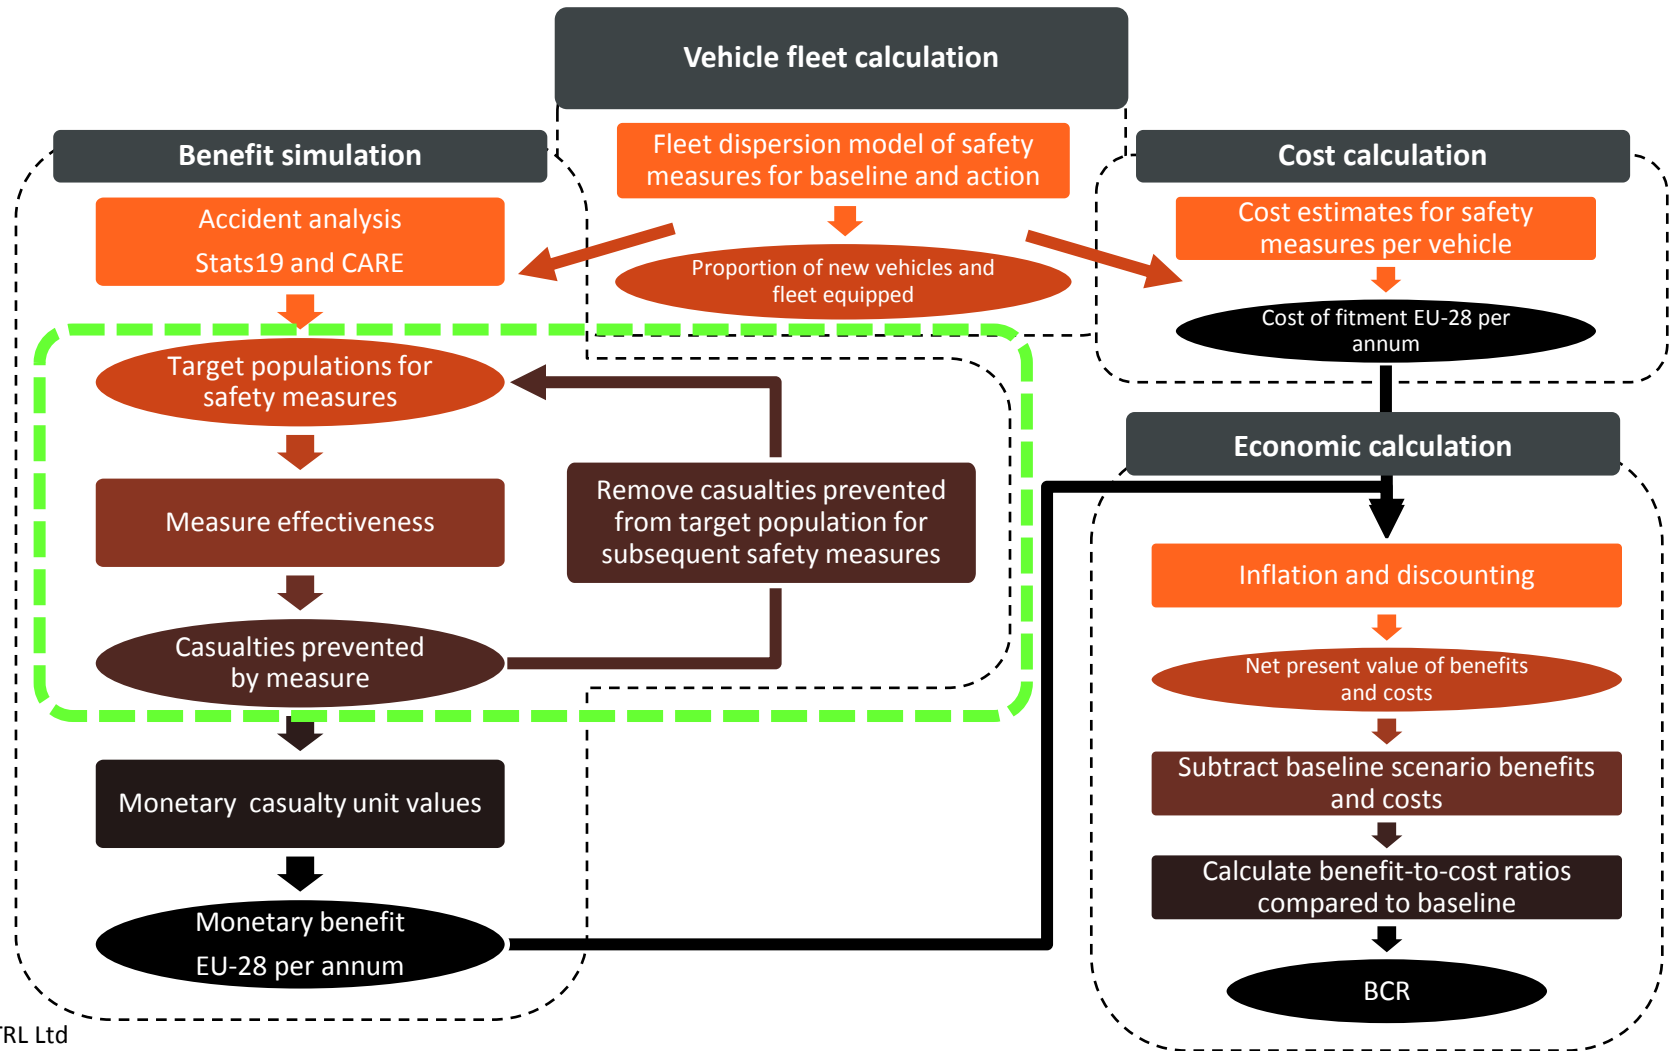 Vehicle fleet calculation
Fleet dispersion model of safety
measures for baseline and action
Proportion of new vehicles and
fleet equipped
Benefit simulation
Accident analysis
Stats19 and CARE
Target populations for
safety measures
Measure effectiveness
Casualties prevented
by measure
Remove casualties prevented
from target population for
subsequent safety measures
Monetary casualty unit values
Monetary benefit
EU-28 per annum
Cost calculation
Cost estimates for safety
measures per vehicle
Cost of fitment EU-28 per
annum
Economic calculation
Inflation and discounting
Net present value of benefits
and costs
Subtract baseline scenario benefits
and costs
Calculate benefit-to-cost ratios
compared to baseline
BCR
TRL Ltd